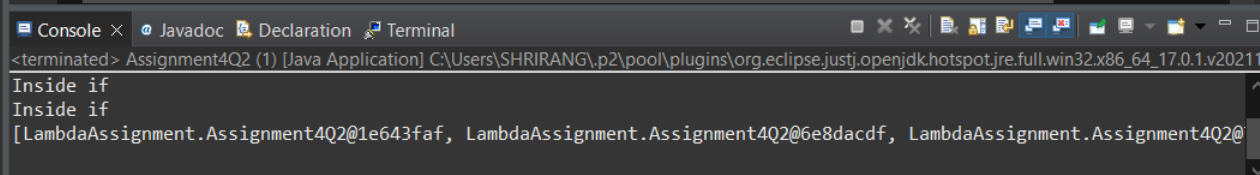 Console × @ Javadoc Declaration Terminal
<terminated> Assignment4Q2 (1) [Java Application] C:\Users\SHRIRANG\.p2\pool\plugins\org.eclipse.justj.openjdk.hotspot.jre.full.win32.x86_64_17.0.1.v20211
Inside if
Inside if
[LambdaAssignment.Assignment4Q2@1e643faf, LambdaAssignment.Assignment4Q2@6e8dacdf, LambdaAssignment.Assignment4Q2@